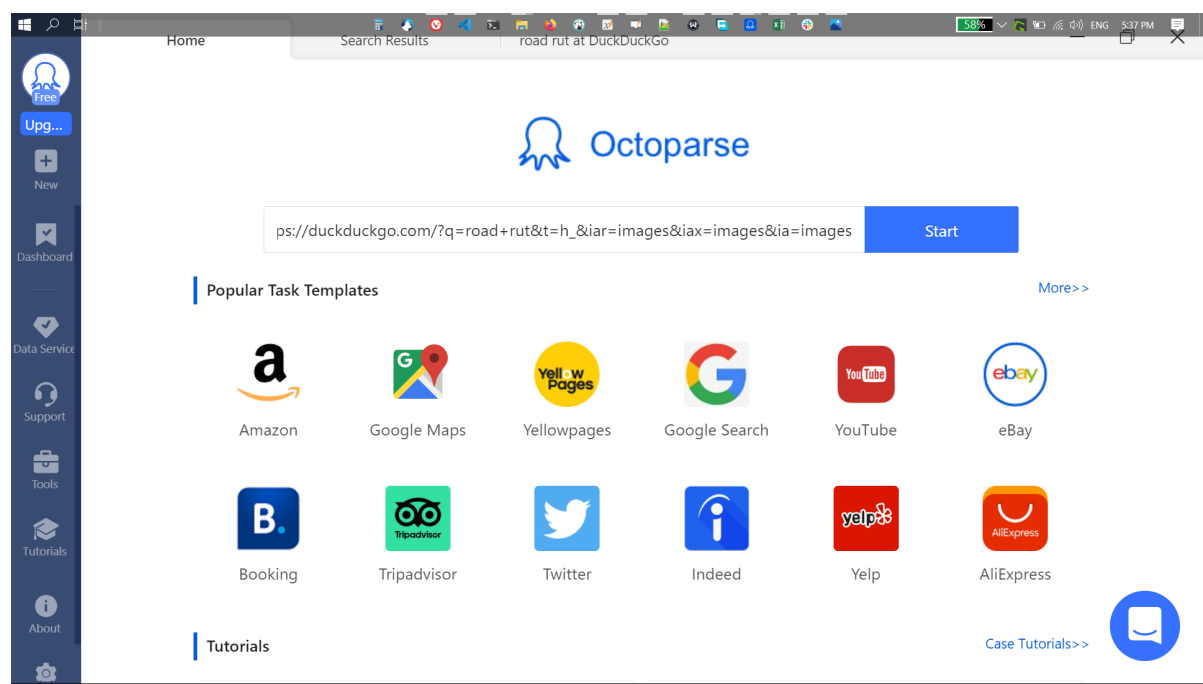 58% ENG 5:37 PM
Home Search Results road rut at DuckDuckGo
Free
Upg...
New
Dashboard
Data Service
Support
Tools
Tutorials
About
Octoparse
ps://duckduckgo.com/?q=road+rut&t=h_&iar=images&iax=images&ia=images Start
Popular Task Templates More>>
a G Yellow Pages G YouTube ebay
Amazon Google Maps Yellowpages Google Search YouTube eBay
B. Tripadvisor i yelp AliExpress
Booking Tripadvisor Twitter Indeed Yelp AliExpress
Tutorials Case Tutorials>>